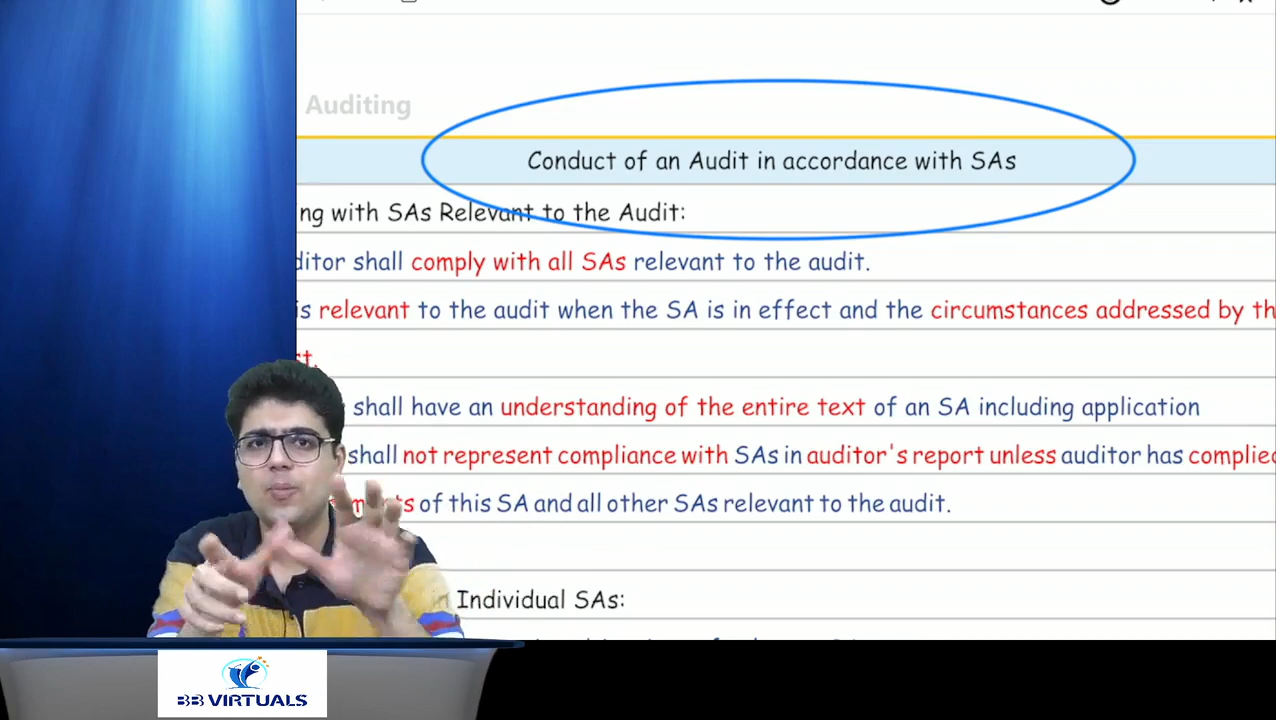 Auditing
Conduct of an Audit in accordance with SAs
ng with SAs Relevant to the Audit:
ditor shall comply with all SAs relevant to the audit.
is relevant to the audit when the SA is in effect and the circumstances addressed by th
st.
shall have an understanding of the entire text of an SA including application
shall not represent compliance with SAs in auditor's report unless auditor has complied
of this SA and all other SAs relevant to the audit.
in Individual SAs:
BB VIRTUALS